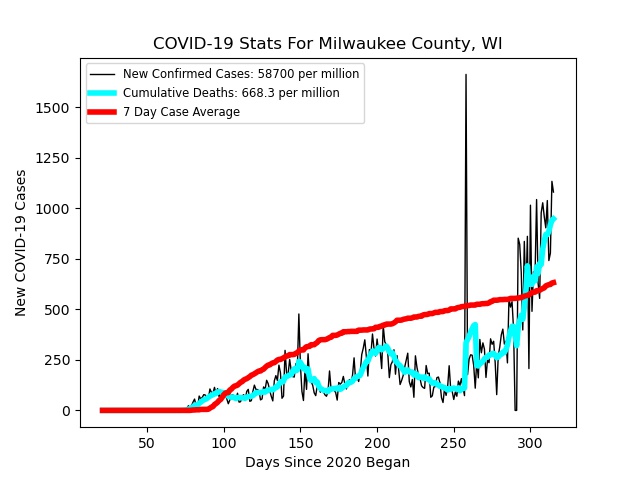 COVID-19 Stats For Milwaukee County, WI
New Confirmed Cases: 58700 per million
Cumulative Deaths: 668.3 per million
7 Day Case Average
New COVID-19 Cases
1500
1250
1000
750
500
250
0
50 100 150 200 250 300
Days Since 2020 Began